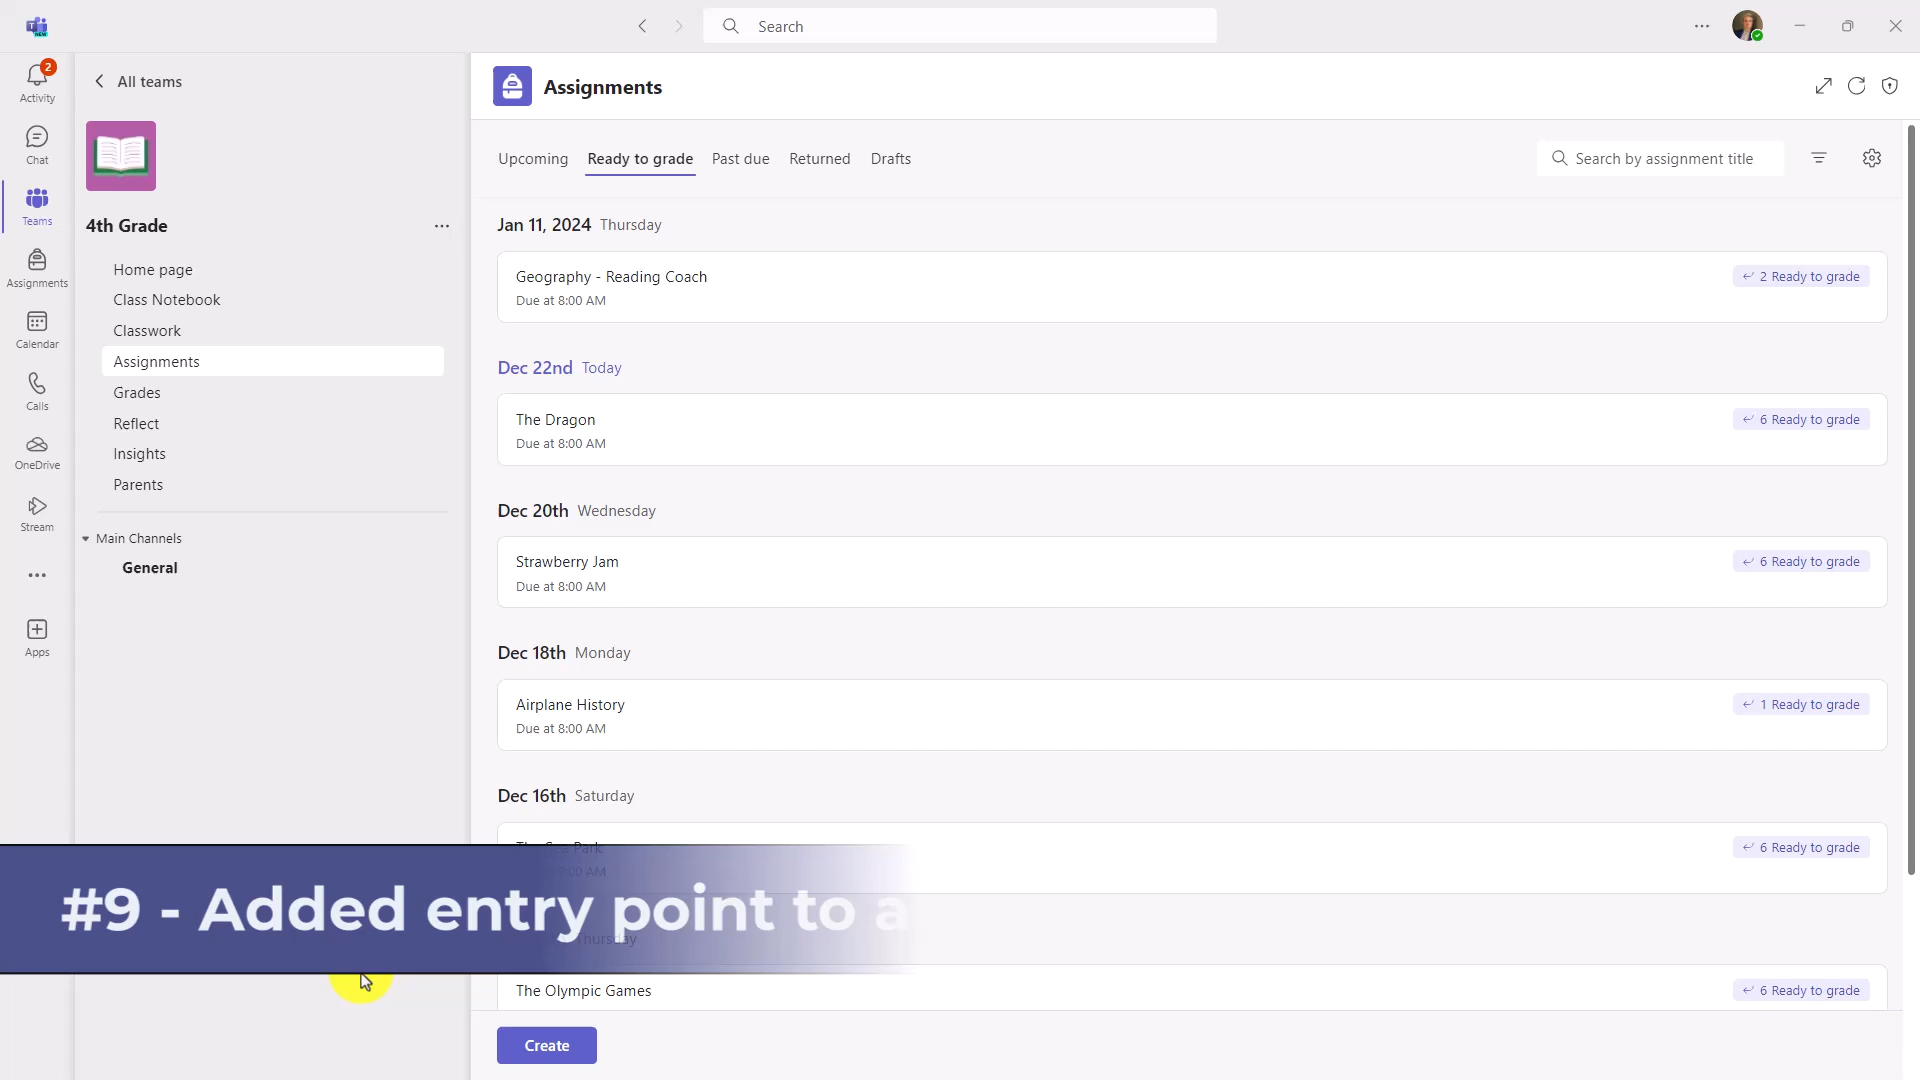 Search
2
Activity
Chat
Teams
Assignments
Calendar
Calls
OneDrive
Stream
Apps
All teams
4th Grade
Home page
Class Notebook
Classwork
Assignments
Grades
Reflect
Insights
Parents
Main Channels
General
Assignments
Upcoming
Ready to grade
Past due
Returned
Drafts
Search by assignment title
Jan 11, 2024 Thursday
Geography - Reading Coach
2 Ready to grade
Due at 8:00 AM
Dec 22nd Today
The Dragon
6 Ready to grade
Due at 8:00 AM
Dec 20th Wednesday
Strawberry Jam
6 Ready to grade
Due at 8:00 AM
Dec 18th Monday
Airplane History
1 Ready to grade
Due at 8:00 AM
Dec 16th Saturday
6 Ready to grade
#9 - Added entry point to a
Thursday
The Olympic Games
6 Ready to grade
Create